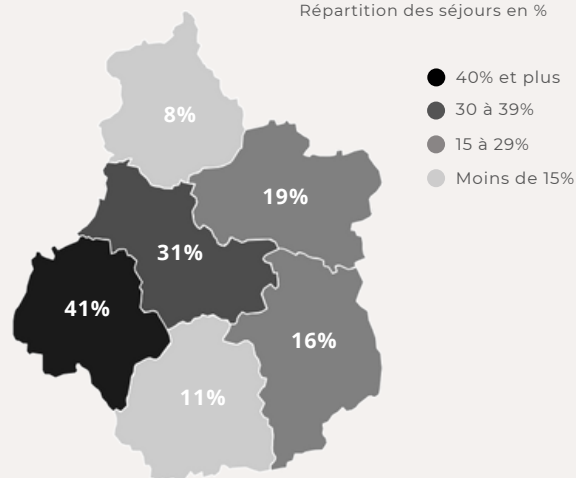 Répartition des séjours en %
40% et plus
30 à 39%
15 à 29%
Moins de 15%
8%
19%
31%
41%
16%
11%